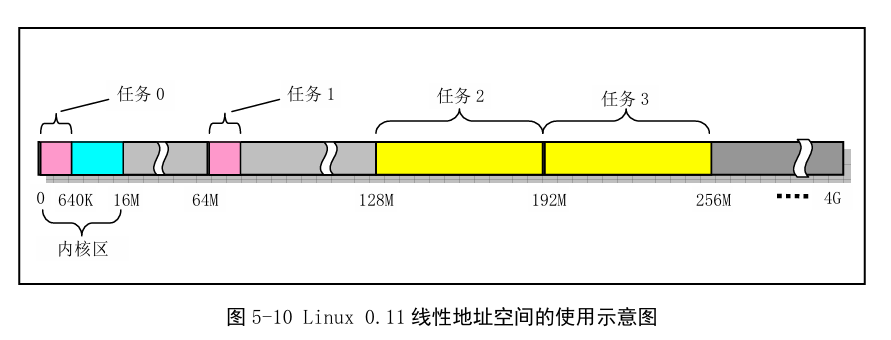 任务 0 任务 1 任务 2 任务 3
0 640K 16M 64M 128M 192M 256M 4G
内核区
图 5-10 Linux 0.11 线性地址空间的使用示意图